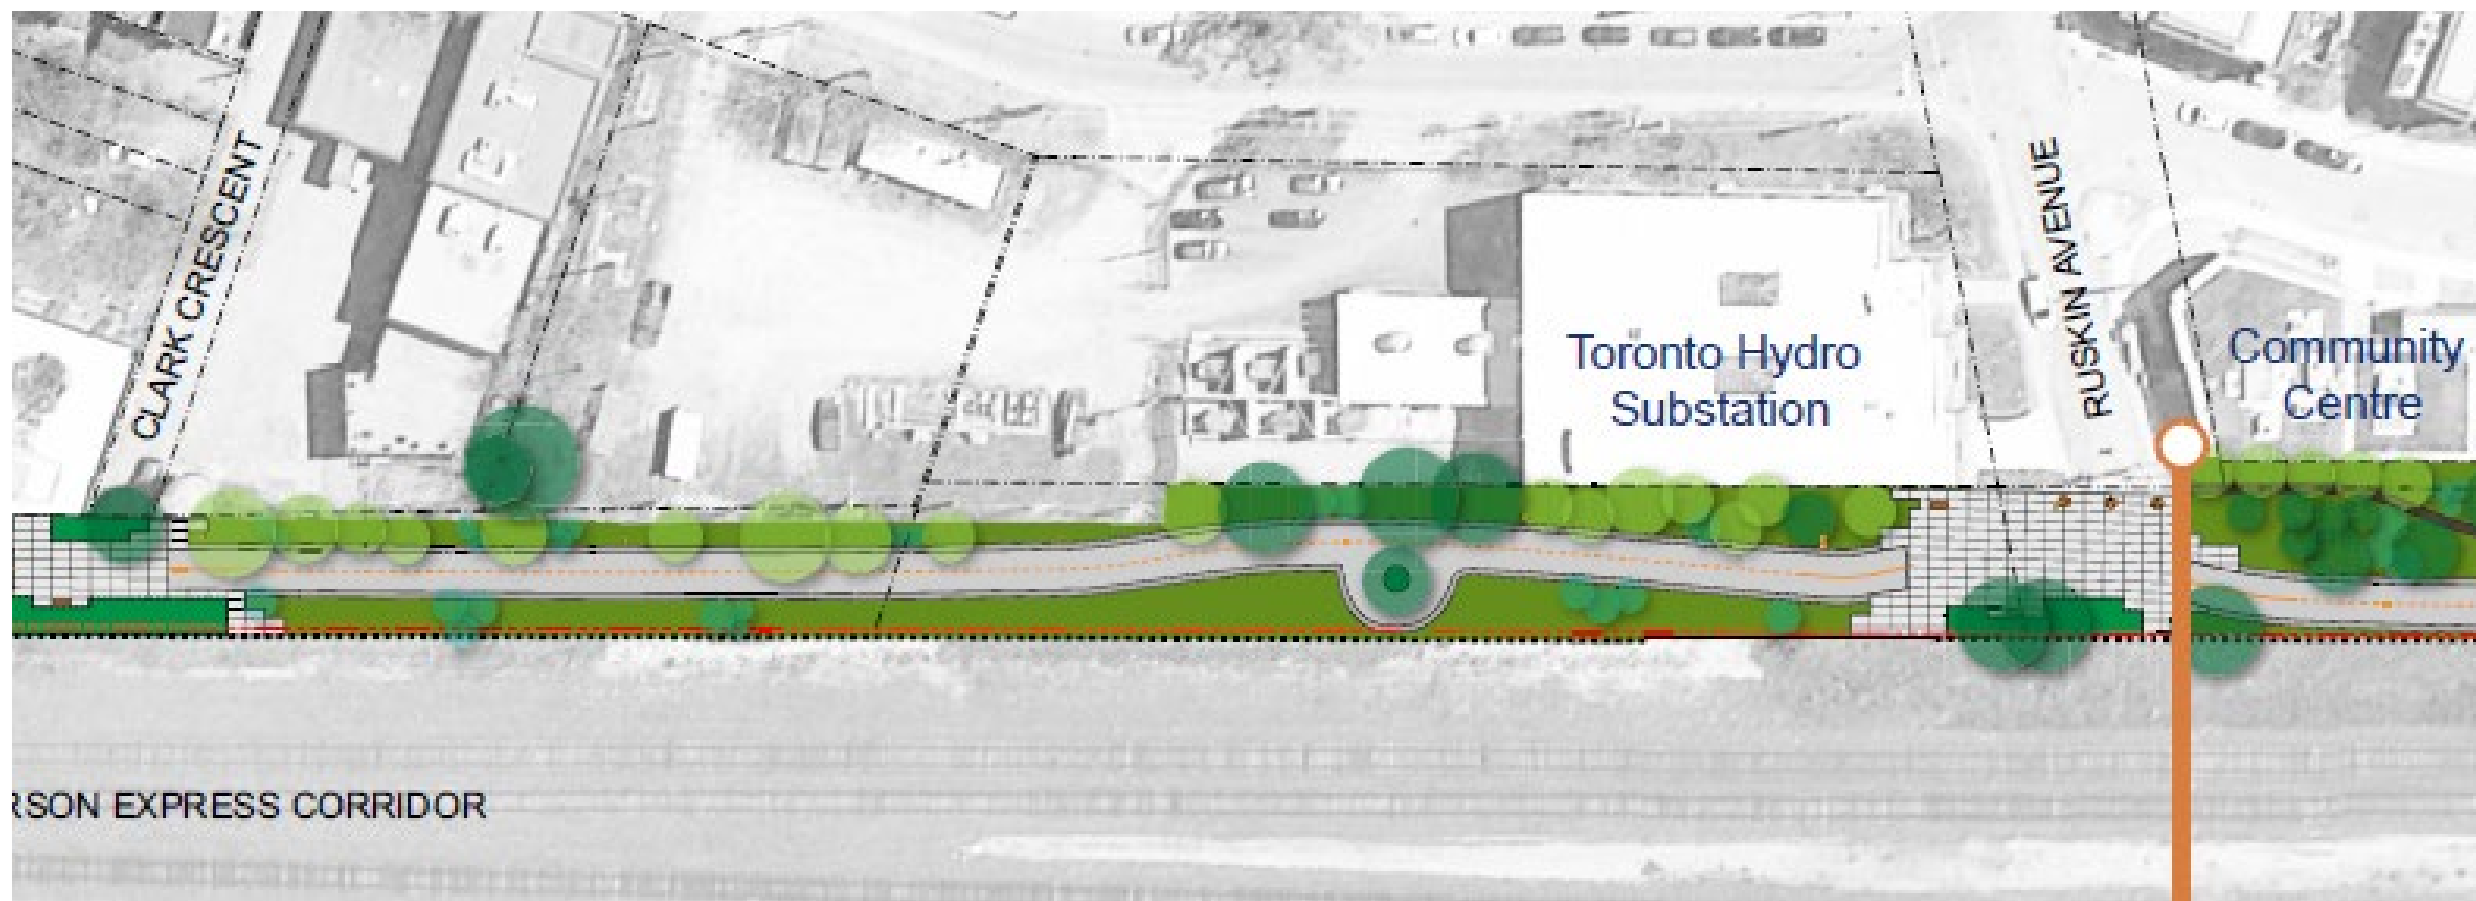 CLARK CRESCENT
RUSKIN AVENUE
Toronto Hydro
Substation
Community
Centre
RSON EXPRESS CORRIDOR